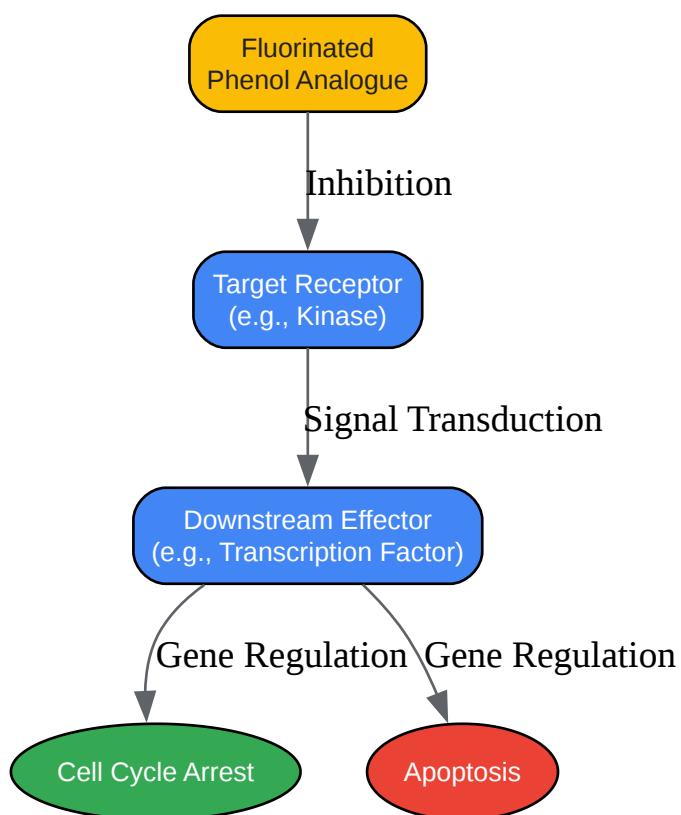 Fluorinated
Phenol Analogue
Inhibition
Target Receptor
(e.g., Kinase)
Signal Transduction
Downstream Effector
(e.g., Transcription Factor)
Gene Regulation
Gene Regulation
Cell Cycle Arrest
Apoptosis